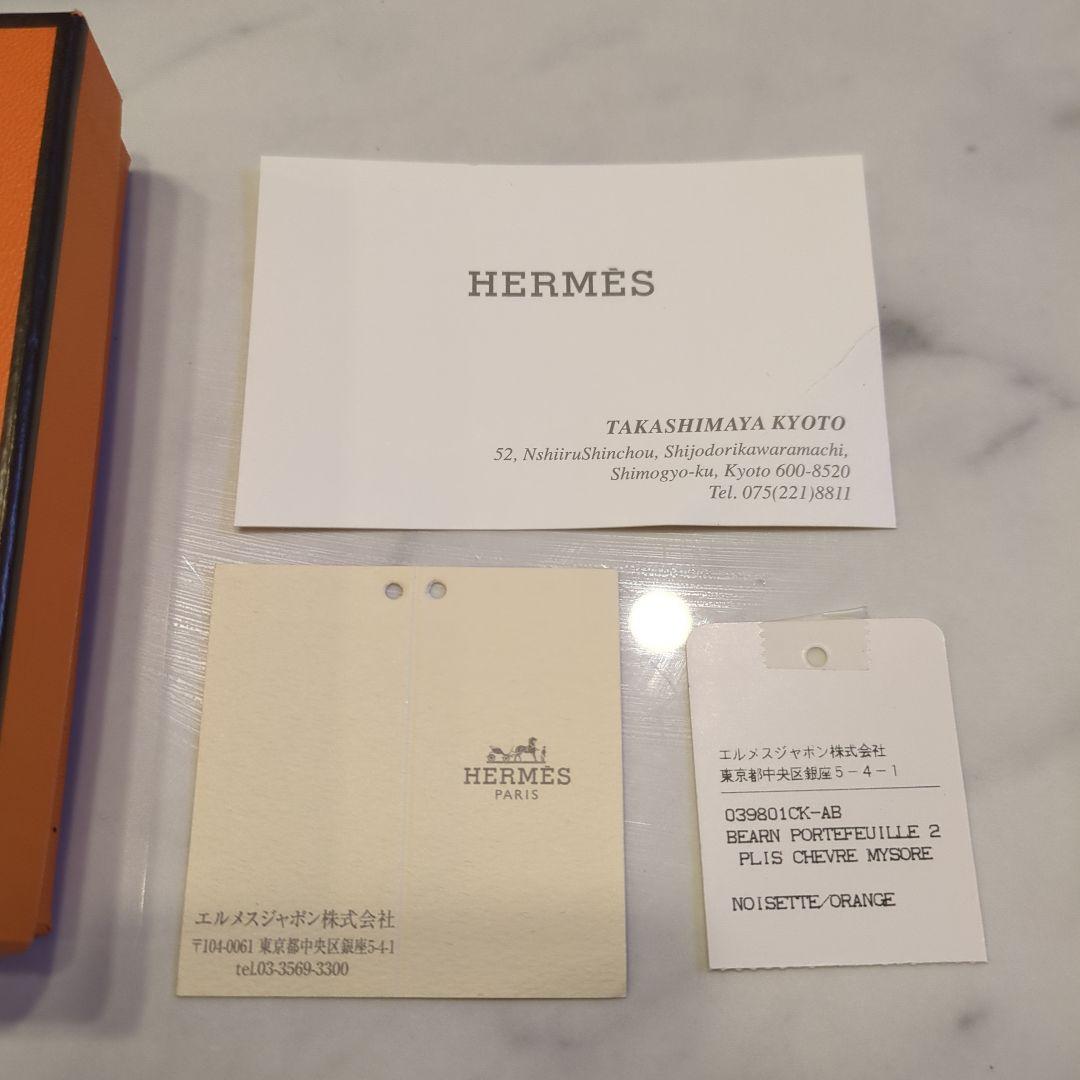 HERMĒS
TAKASHIMAYA KYOTO
52, NshiiruShinchou, Shijodorikawaramachi,
Shimogyo-ku, Kyoto 600-8520
Tel. 075(221)8811
HERMĒS
PARIS
エルメスジャポン株式会社
〒104-0061 東京都中央区銀座5-4-1
tel.03-3569-3300
エルメスジャポン株式会社
東京都中央区銀座5-4-1
039801CK-AB
BEARN PORTEFEUILLE 2
PLIS CHEVRE MYSORE
NOISETTE/ORANGE